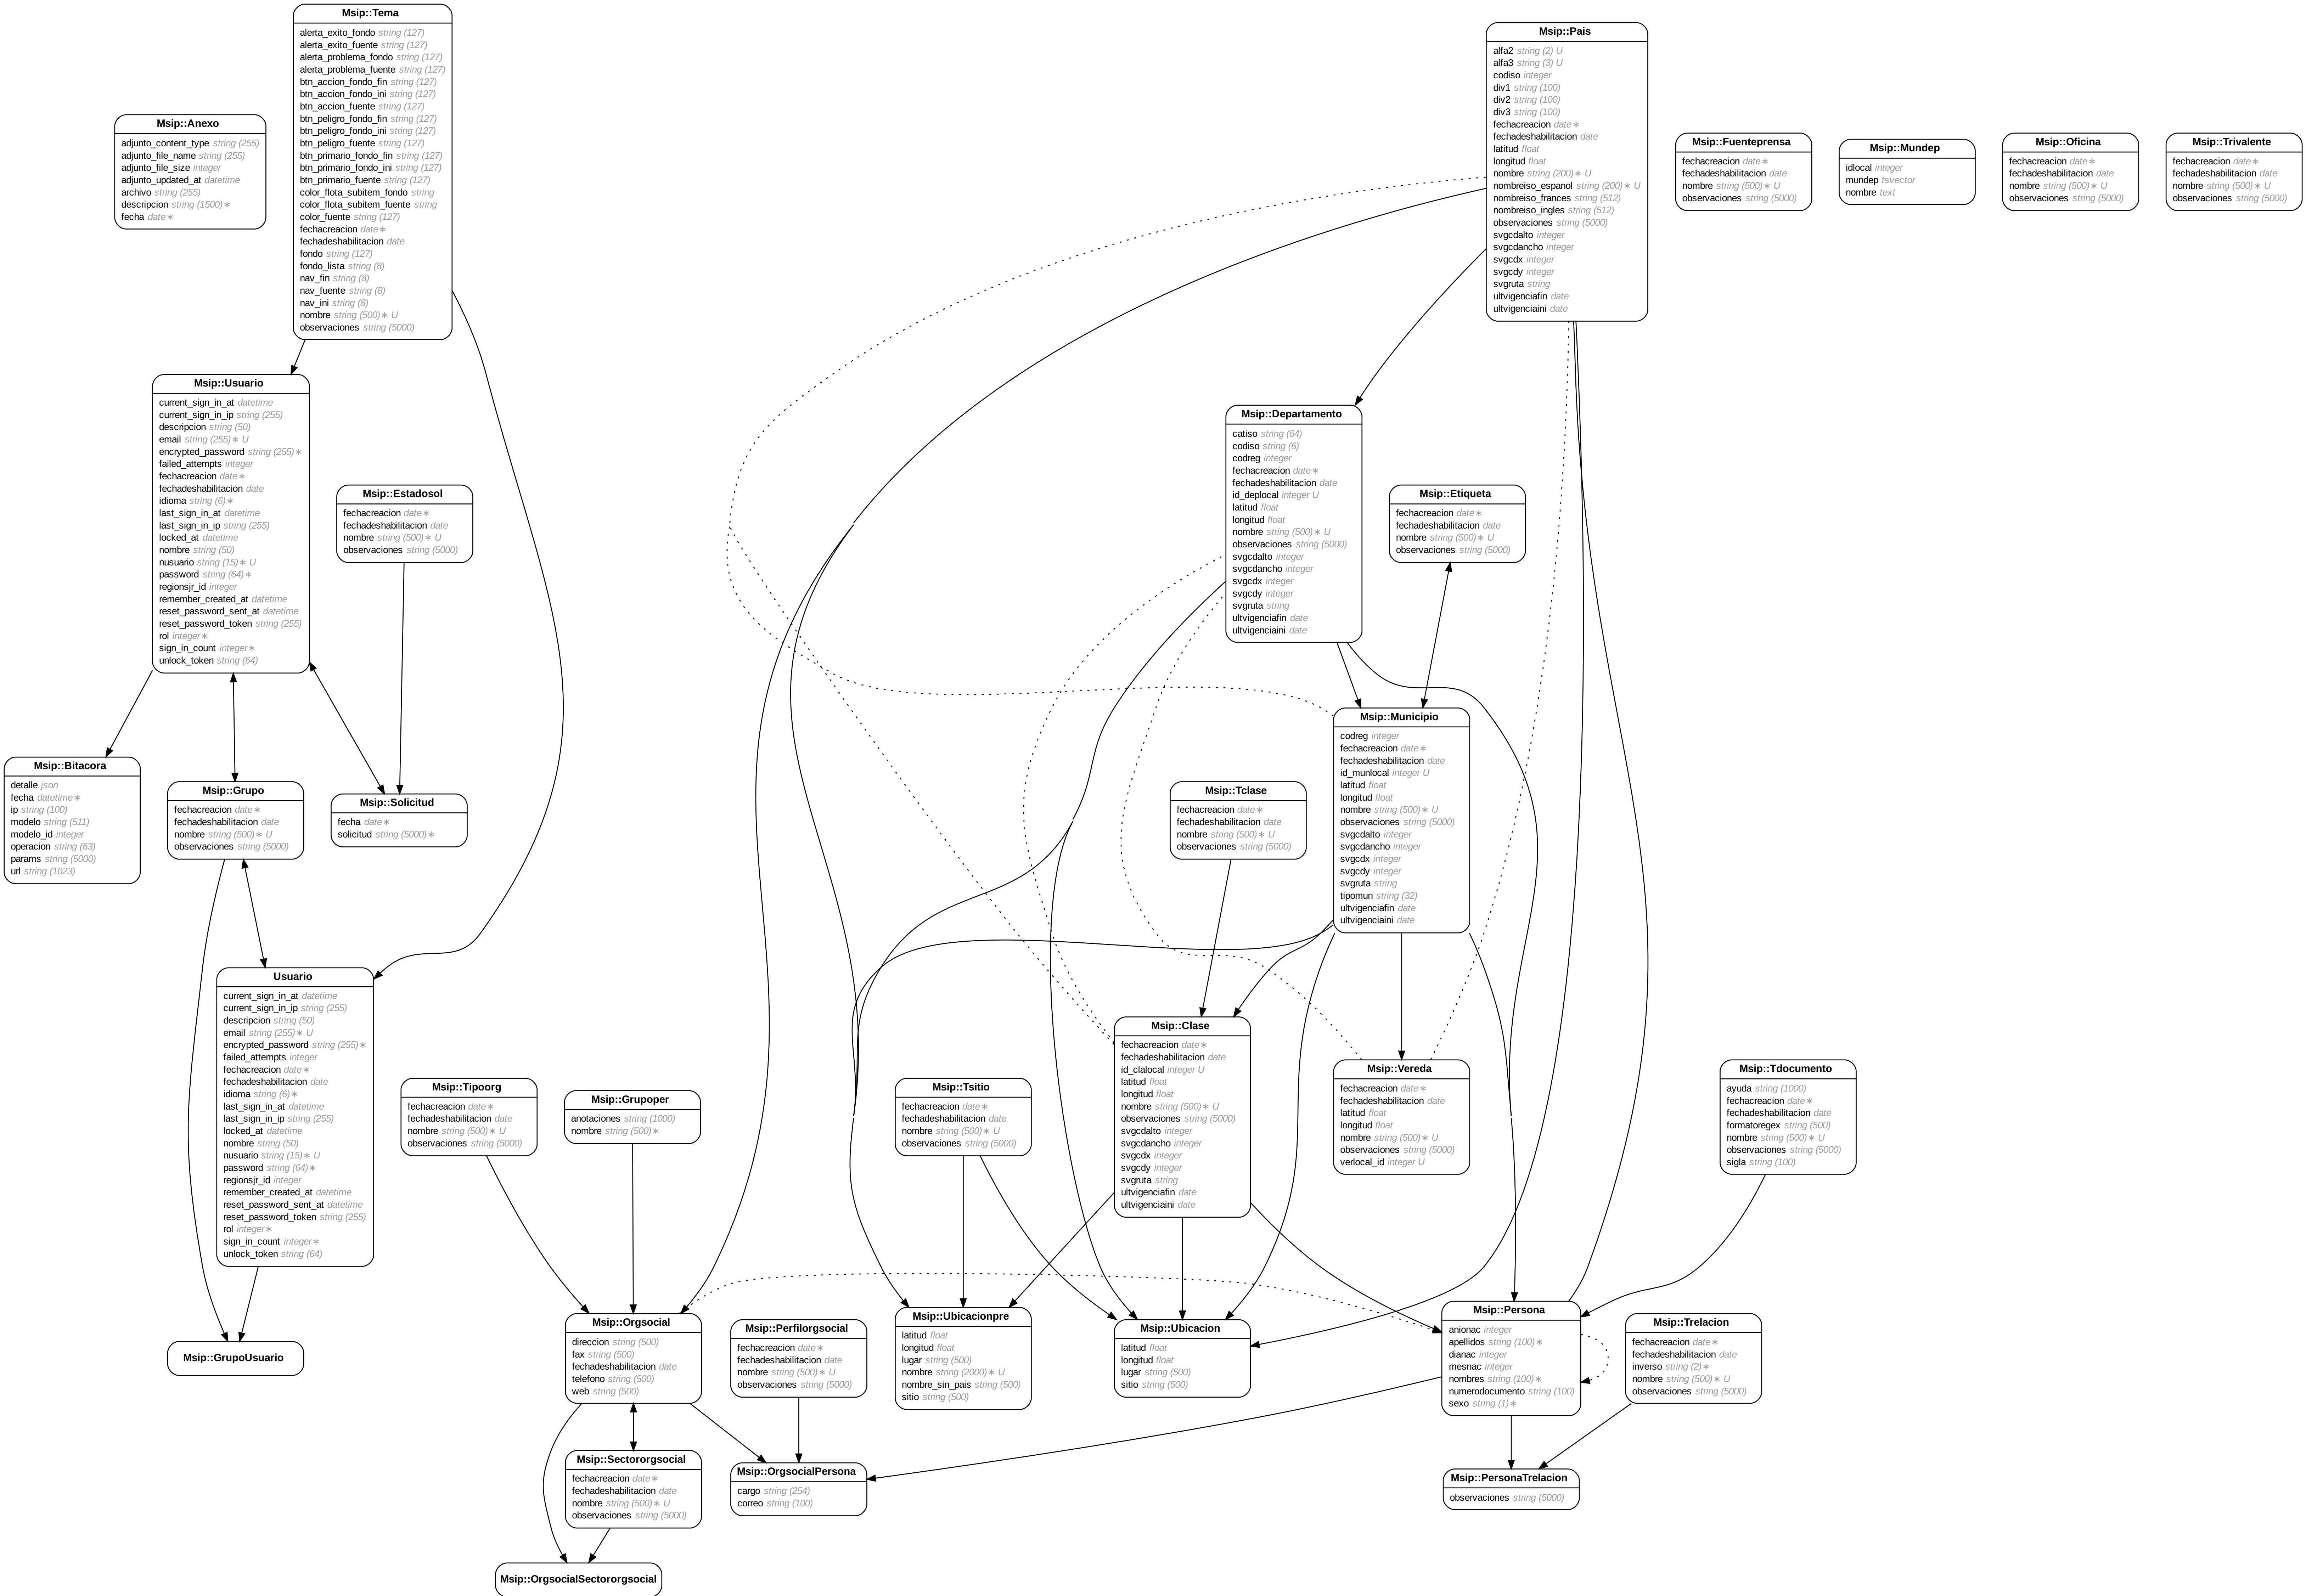 Msip::Tema
alerta_exito_fondo string (127)
alerta_exito_fuente string (127)
alerta_problema_fondo string (127)
alerta_problema_fuente string (127)
btn_accion_fondo_fin string (127)
btn_accion_fondo_ini string (127)
btn_accion_fuente string (127)
btn_peligro_fondo_fin string (127)
btn_peligro_fondo_ini string (127)
btn_peligro_fuente string (127)
btn_primario_fondo_fin string (127)
btn_primario_fondo_ini string (127)
btn_primario_fuente string (127)
color_flota_subitem_fondo string
color_flota_subitem_fuente string
color_fuente string (127)
fechacreacion date∗
fechadeshabilitacion date
fondo string (127)
fondo_lista string (8)
nav_fin string (8)
nav_fuente string (8)
nav_ini string (8)
nombre string (500)∗ U
observaciones string (5000)
Msip::Pais
alfa2 string (2) U
alfa3 string (3) U
codiso integer
div1 string (100)
div2 string (100)
div3 string (100)
fechacreacion date∗
fechadeshabilitacion date
latitud float
longitud float
nombre string (200)∗ U
nombreiso_espanol string (200)∗ U
nombreiso_frances string (512)
nombreiso_ingles string (512)
observaciones string (5000)
svgcdalto integer
svgcdancho integer
svgcdx integer
svgcdy integer
svgruta string
ultvigenciafin date
ultvigenciaini date
Msip::Anexo
adjunto_content_type string (255)
adjunto_file_name string (255)
adjunto_file_size integer
adjunto_updated_at datetime
archivo string (255)
descripcion string (1500)∗
fecha date∗
Msip::Fuenteprensa
fechacreacion date∗
fechadeshabilitacion date
nombre string (500)∗ U
observaciones string (5000)
Msip::Mundep
idlocal integer
mundep tsvector
nombre text
Msip::Oficina
fechacreacion date∗
fechadeshabilitacion date
nombre string (500)∗ U
observaciones string (5000)
Msip::Trivalente
fechacreacion date∗
fechadeshabilitacion date
nombre string (500)∗ U
observaciones string (5000)
Msip::Usuario
current_sign_in_at datetime
current_sign_in_ip string (255)
descripcion string (50)
email string (255)∗ U
encrypted_password string (255)∗
failed_attempts integer
fechacreacion date∗
fechadeshabilitacion date
idioma string (6)∗
last_sign_in_at datetime
last_sign_in_ip string (255)
locked_at datetime
nombre string (50)
nusuario string (15)∗ U
password string (64)∗
regionsjr_id integer
remember_created_at datetime
reset_password_sent_at datetime
reset_password_token string (255)
rol integer∗
sign_in_count integer∗
unlock_token string (64)
Msip::Departamento
catiso string (64)
codiso string (6)
codreg integer
fechacreacion date∗
fechadeshabilitacion date
id_deplocal integer U
latitud float
longitud float
nombre string (500)∗ U
observaciones string (5000)
svgcdalto integer
svgcdancho integer
svgcdx integer
svgcdy integer
svgruta string
ultvigenciafin date
ultvigenciaini date
Msip::Estadosol
fechacreacion date∗
fechadeshabilitacion date
nombre string (500)∗ U
observaciones string (5000)
Msip::Etiqueta
fechacreacion date∗
fechadeshabilitacion date
nombre string (500)∗ U
observaciones string (5000)
Msip::Municipio
codreg integer
fechacreacion date∗
fechadeshabilitacion date
id_munlocal integer U
latitud float
longitud float
nombre string (500)∗ U
observaciones string (5000)
svgcdalto integer
svgcdancho integer
svgcdx integer
svgcdy integer
svgruta string
tipomun string (32)
ultvigenciafin date
ultvigenciaini date
Msip::Bitacora
detalle json
fecha datetime∗
ip string (100)
modelo string (511)
modelo_id integer
operacion string (63)
params string (5000)
url string (1023)
Msip::Grupo
fechacreacion date∗
fechadeshabilitacion date
nombre string (500)∗ U
observaciones string (5000)
Msip::Solicitud
fecha date∗
solicitud string (5000)∗
Msip::Tclase
fechacreacion date∗
fechadeshabilitacion date
nombre string (500)∗ U
observaciones string (5000)
Usuario
current_sign_in_at datetime
current_sign_in_ip string (255)
descripcion string (50)
email string (255)∗ U
encrypted_password string (255)∗
failed_attempts integer
fechacreacion date∗
fechadeshabilitacion date
idioma string (6)∗
last_sign_in_at datetime
last_sign_in_ip string (255)
locked_at datetime
nombre string (50)
nusuario string (15)∗ U
password string (64)∗
regionsjr_id integer
remember_created_at datetime
reset_password_sent_at datetime
reset_password_token string (255)
rol integer∗
sign_in_count integer∗
unlock_token string (64)
Msip::Clase
fechacreacion date∗
fechadeshabilitacion date
id_clalocal integer U
latitud float
longitud float
nombre string (500)∗ U
observaciones string (5000)
svgcdalto integer
svgcdancho integer
svgcdx integer
svgcdy integer
svgruta string
ultvigenciafin date
ultvigenciaini date
Msip::Vereda
fechacreacion date∗
fechadeshabilitacion date
latitud float
longitud float
nombre string (500)∗ U
observaciones string (5000)
verlocal_id integer U
Msip::Tdocumento
ayuda string (1000)
fechacreacion date∗
fechadeshabilitacion date
formatoregex string (500)
nombre string (500)∗ U
observaciones string (5000)
sigla string (100)
Msip::Tipoorg
fechacreacion date∗
fechadeshabilitacion date
nombre string (500)∗ U
observaciones string (5000)
Msip::Grupoper
anotaciones string (1000)
nombre string (500)∗
Msip::Tsitio
fechacreacion date∗
fechadeshabilitacion date
nombre string (500)∗ U
observaciones string (5000)
Msip::GrupoUsuario
Msip::Orgsocial
direccion string (500)
fax string (500)
fechadeshabilitacion date
telefono string (500)
web string (500)
Msip::Perfilorgsocial
fechacreacion date∗
fechadeshabilitacion date
nombre string (500)∗ U
observaciones string (5000)
Msip::Ubicacionpre
latitud float
longitud float
lugar string (500)
nombre string (2000)∗ U
nombre_sin_pais string (500)
sitio string (500)
Msip::Ubicacion
latitud float
longitud float
lugar string (500)
sitio string (500)
Msip::Persona
anionac integer
apellidos string (100)∗
dianac integer
mesnac integer
nombres string (100)∗
numerodocumento string (100)
sexo string (1)∗
Msip::Trelacion
fechacreacion date∗
fechadeshabilitacion date
inverso string (2)∗
nombre string (500)∗ U
observaciones string (5000)
Msip::Sectororgsocial
fechacreacion date∗
fechadeshabilitacion date
nombre string (500)∗ U
observaciones string (5000)
Msip::OrgsocialPersona
cargo string (254)
correo string (100)
Msip::PersonaTrelacion
observaciones string (5000)
Msip::OrgsocialSectororgsocial